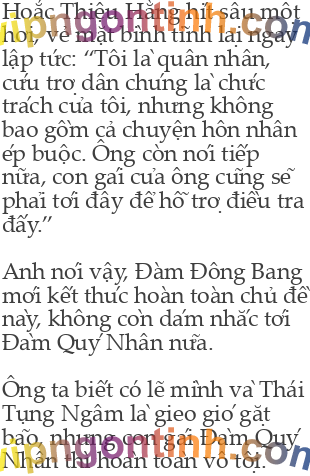 Hoắc Thiệu Hằng hít sâu một
hơi, vẻ mặt bình tĩnh lại ngay
lập tức: “Tôi là quân nhân,
cứu trợ dân chúng là chức
trách của tôi, nhưng không
bao gồm cả chuyện hôn nhân
ép buộc. Ông còn nói tiếp
nữa, con gái của ông cũng sẽ
phải tới đây để hỗ trợ điều tra
đấy.”
Anh nói vậy, Đàm Đông Bang
mới kết thúc hoàn toàn chủ đề
này, không còn dám nhắc tới
Đàm Quý Nhân nữa.
Ông ta biết có lẽ mình và Thái
Tụng Ngâm là gieo gió gặt
bão, nhưng con gái Đàm Quý
Nhân thì hoàn toàn vô tội.